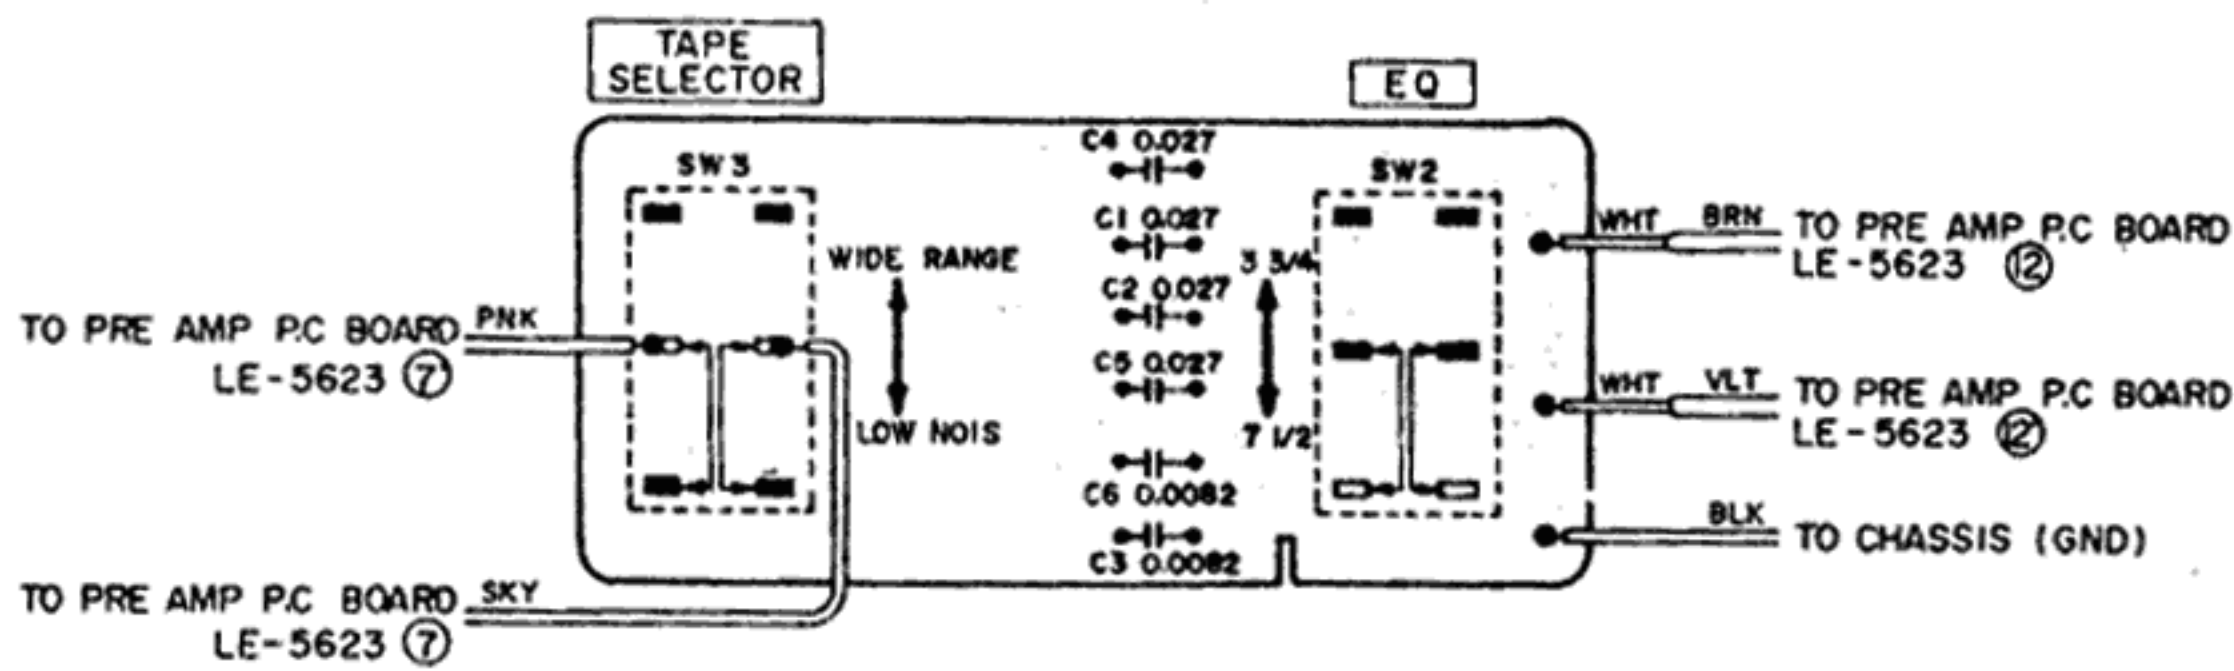 TAPE
SELECTOR
EQ
SW3
C4 0.027
SW2
C1 0.027
WHT BRN TO PRE AMP P.C BOARD
LE-5623 ⑫
WIDE RANGE
3 3/4
C2 0.027
TO PRE AMP P.C BOARD PNK
LE-5623 ⑦
C5 0.027
WHT VLT TO PRE AMP P.C BOARD
LE-5623 ⑫
LOW NOIS
7 1/2
C6 0.0082
BLK TO CHASSIS (GND)
C3 0.0082
TO PRE AMP P.C BOARD SKY
LE-5623 ⑦